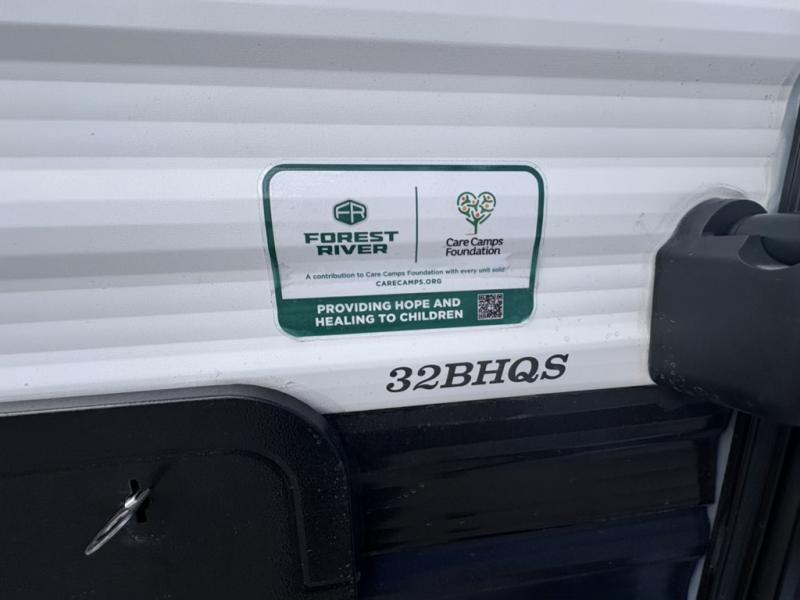 FR
FOREST
RIVER
Care Camps
Foundation
A contribution to Care Camps Foundation with every unit sold
CARECAMPS.ORG
PROVIDING HOPE AND
HEALING TO CHILDREN
32BHQS